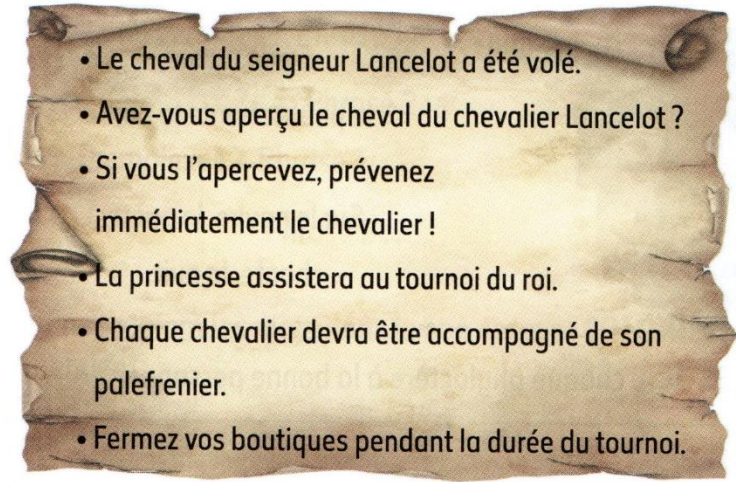 • Le cheval du seigneur Lancelot a été volé.
• Avez-vous aperçu le cheval du chevalier Lancelot ?
• Si vous l'apercevez, prévenez
immédiatement le chevalier !
• La princesse assistera au tournoi du roi.
• Chaque chevalier devra être accompagné de son
palefrenier.
• Fermez vos boutiques pendant la durée du tournoi.